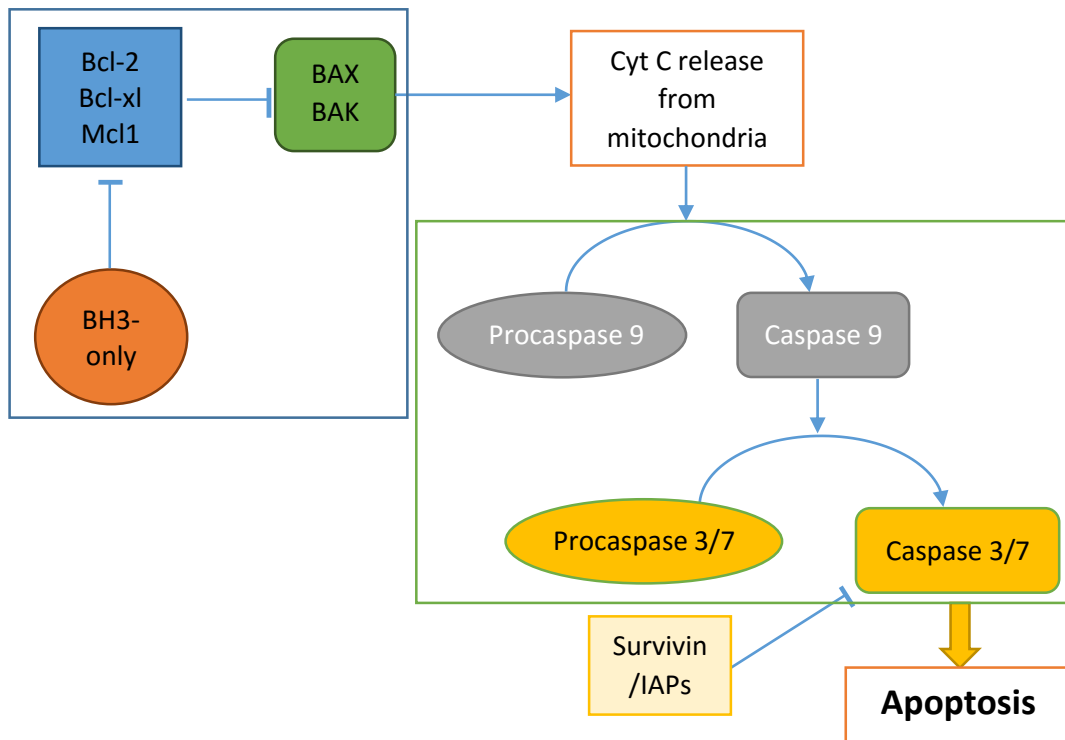 Bcl-2
Bcl-xl
Mcl1
BAX
BAK
Cyt C release
from
mitochondria
BH3-
only
Procaspase 9
Caspase 9
Procaspase 3/7
Caspase 3/7
Survivin
/IAPs
Apoptosis